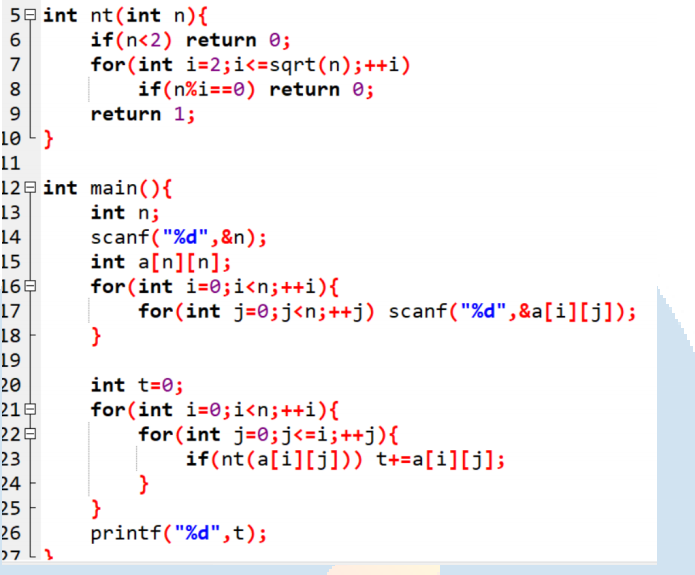 5 int nt(int n){
6 if(n<2) return 0;
7 for(int i=2;i<=sqrt(n);++i)
8 if(n%i==0) return 0;
9 return 1;
10 }
11
12 int main(){
13 int n;
14 scanf("%d",&n);
15 int a[n][n];
16 for(int i=0;i<n;++i){
17 for(int j=0;j<n;++j) scanf("%d",&a[i][j]);
18 }
19
20 int t=0;
21 for(int i=0;i<n;++i){
22 for(int j=0;j<=i;++j){
23 if(nt(a[i][j])) t+=a[i][j];
24 }
25 }
26 printf("%d",t);
27 }